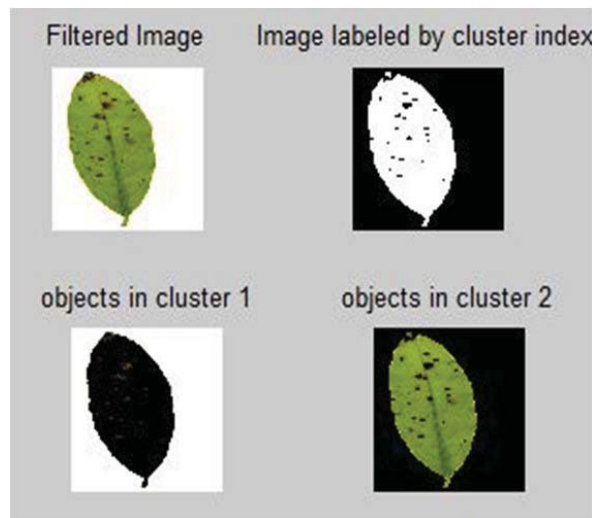 Filtered Image
Image labeled by cluster index
objects in cluster 1
objects in cluster 2